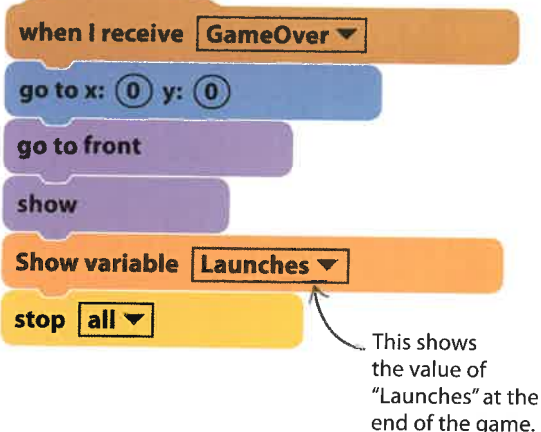 when I receive GameOver
go to x: 0 y: 0
go to front
show
Show variable Launches
stop all
This shows
the value of
"Launches" at the
end of the game.